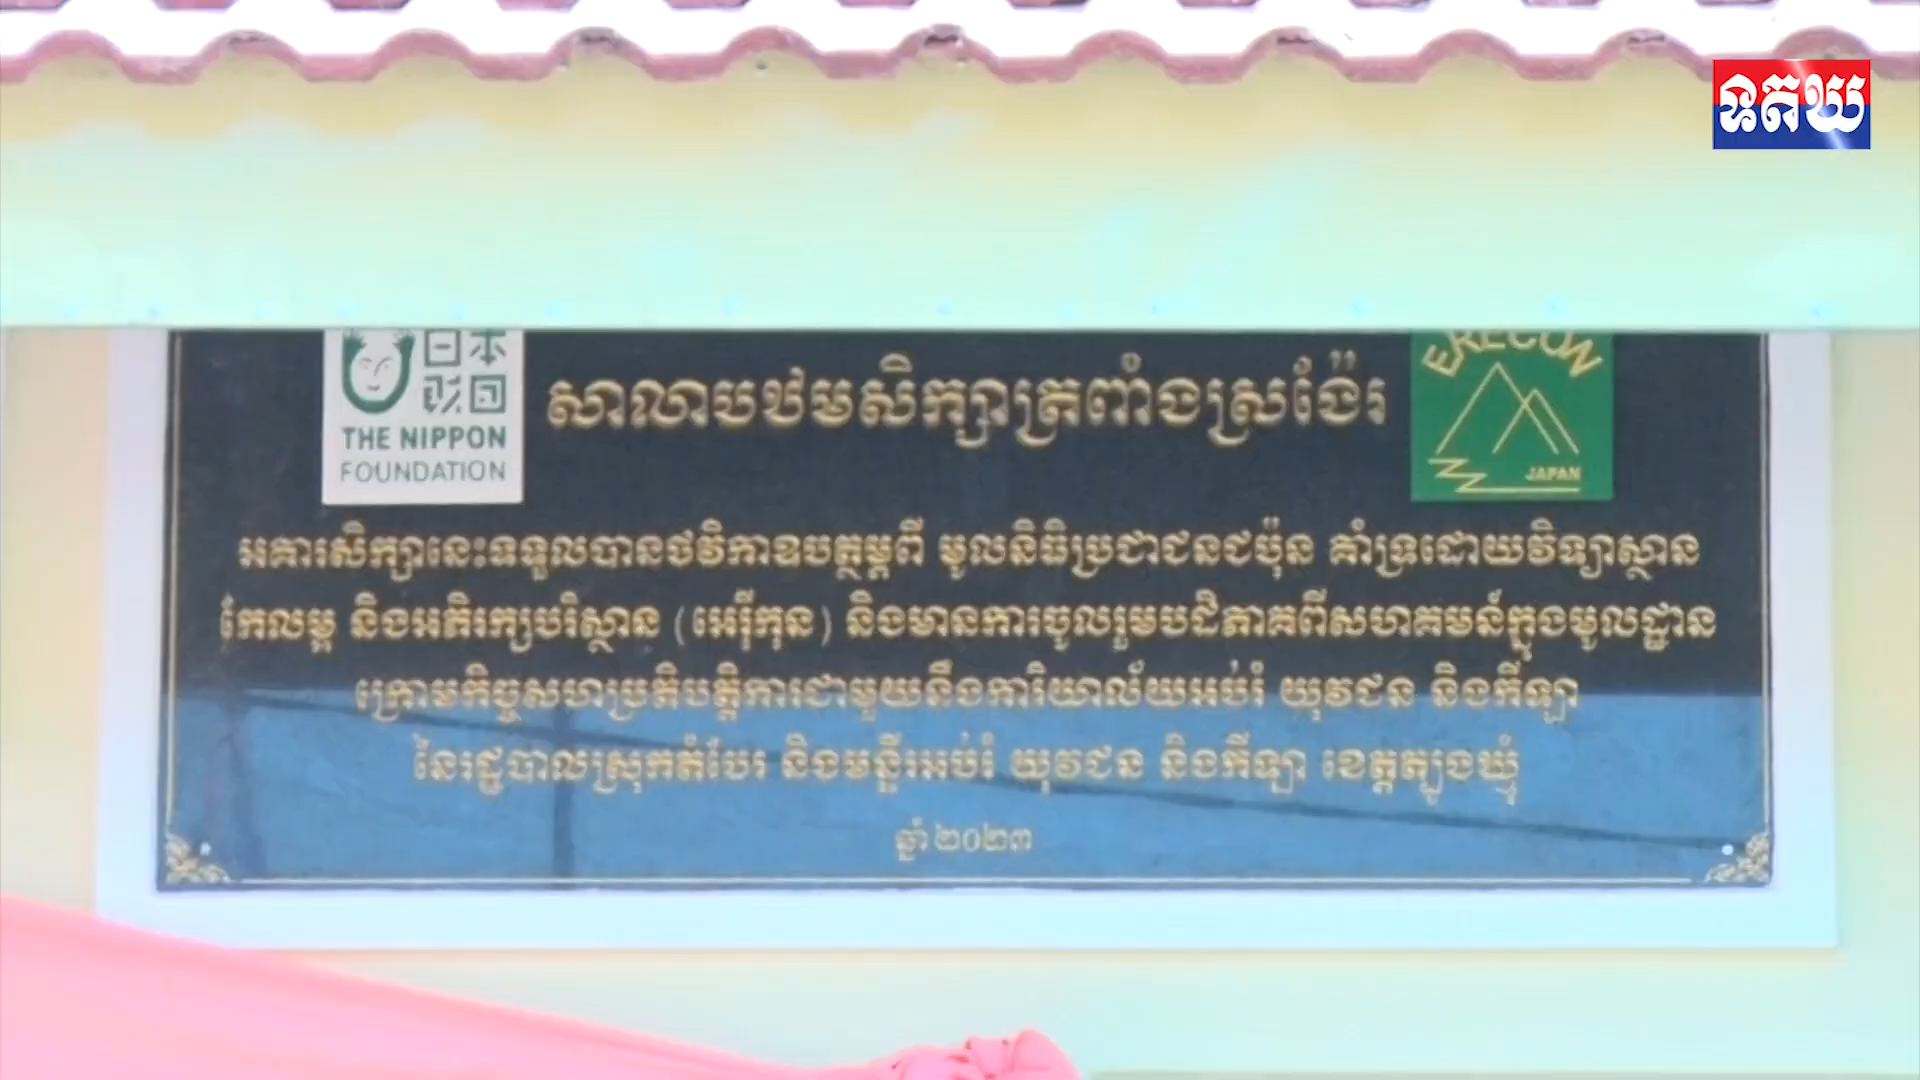 ឧតយ
日本
財団
THE NIPPON
FOUNDATION
ERECON
JAPAN
សាលាបឋមសិក្សាត្រពាំងស្រង៉ែរ
អគារសិក្សានេះទទួលបានថវិកាឧបត្ថម្ភពី មូលនិធិប្រជាជនជប៉ុន គាំទ្រដោយវិទ្យាស្ថាន
កែលម្អ និងអភិរក្សបរិស្ថាន (អេរ៉ីកុន) និងមានការចូលរួមបដិភាគពីសហគមន៍ក្នុងមូលដ្ឋាន
ក្រោមកិច្ចសហប្រតិបត្តិការជាមួយនឹងការិយាល័យអប់រំ យុវជន និងកីឡា
នៃរដ្ឋបាលស្រុកតំបែរ និងមន្ទីរអប់រំ យុវជន និងកីឡា ខេត្តត្បូងឃ្មុំ
ឆ្នាំ ២០២៣